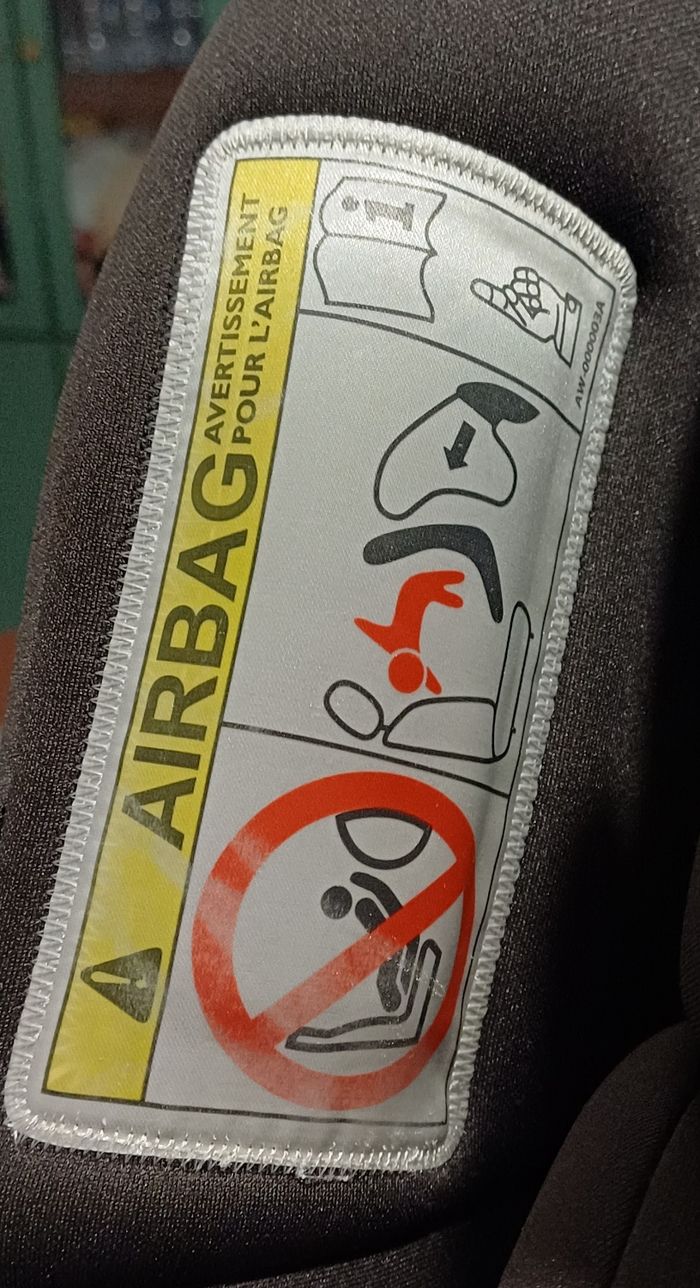 AIRBAG
AVERTISSEMENT
POUR L'AIRBAG
i
AW-000003A